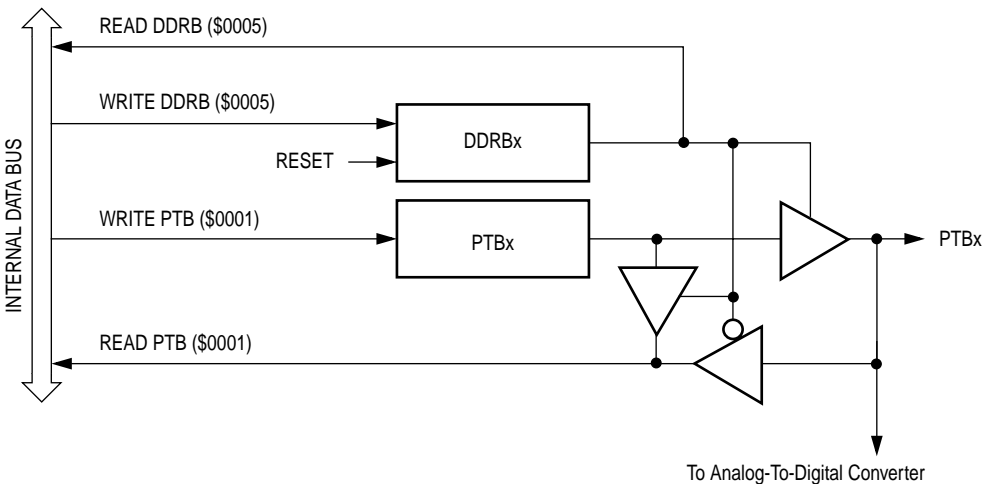 READ DDRB ($0005)
WRITE DDRB ($0005)
DDRBx
RESET
INTERNAL DATA BUS
WRITE PTB ($0001)
PTBx
PTBx
READ PTB ($0001)
To Analog-To-Digital Converter